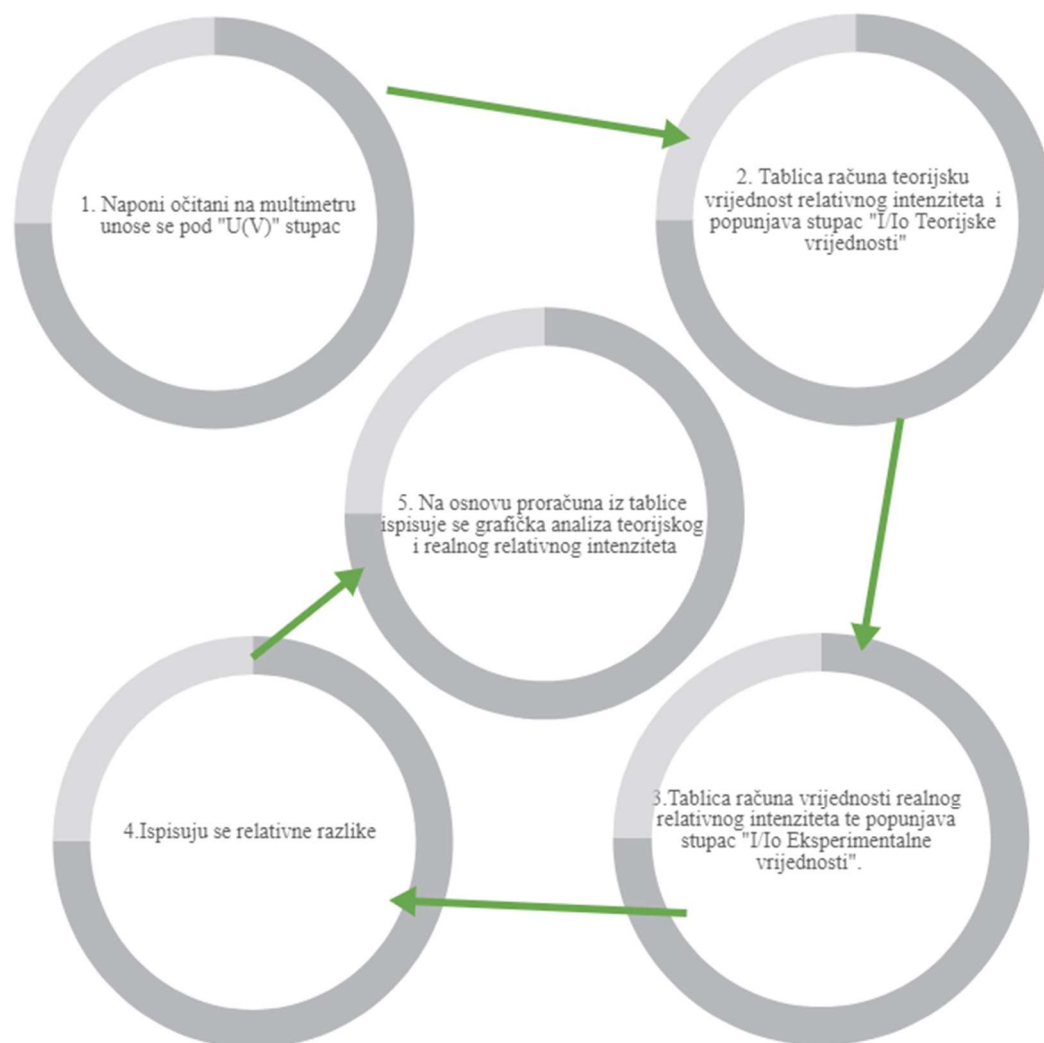 1. Naponi očitani na multimetru
unose se pod "U(V)" stupac
2. Tablica računa teorijsku
vrijednost relativnog intenziteta i
popunjava stupac "I/Io Teorijske
vrijednosti"
3.Tablica računa vrijednosti realnog
relativnog intenziteta te popunjava
stupac "I/Io Eksperimentalne
vrijednosti".
4.Ispisuju se relativne razlike
5. Na osnovu proračuna iz tablice
ispisuje se grafička analiza teorijskog
i realnog relativnog intenziteta